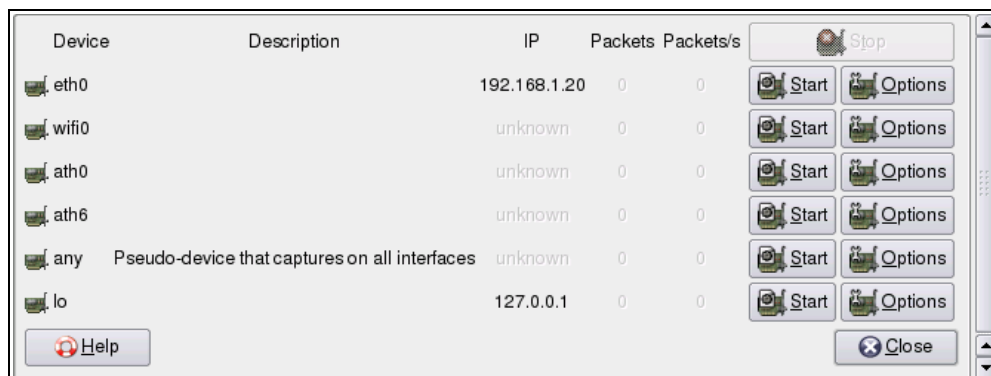 Device Description IP Packets Packets/s Stop
eth0 192.168.1.20 0 0 Start Options
wifi0 unknown 0 0 Start Options
ath0 unknown 0 0 Start Options
ath6 unknown 0 0 Start Options
any Pseudo-device that captures on all interfaces unknown 0 0 Start Options
lo 127.0.0.1 0 0 Start Options
Help Close